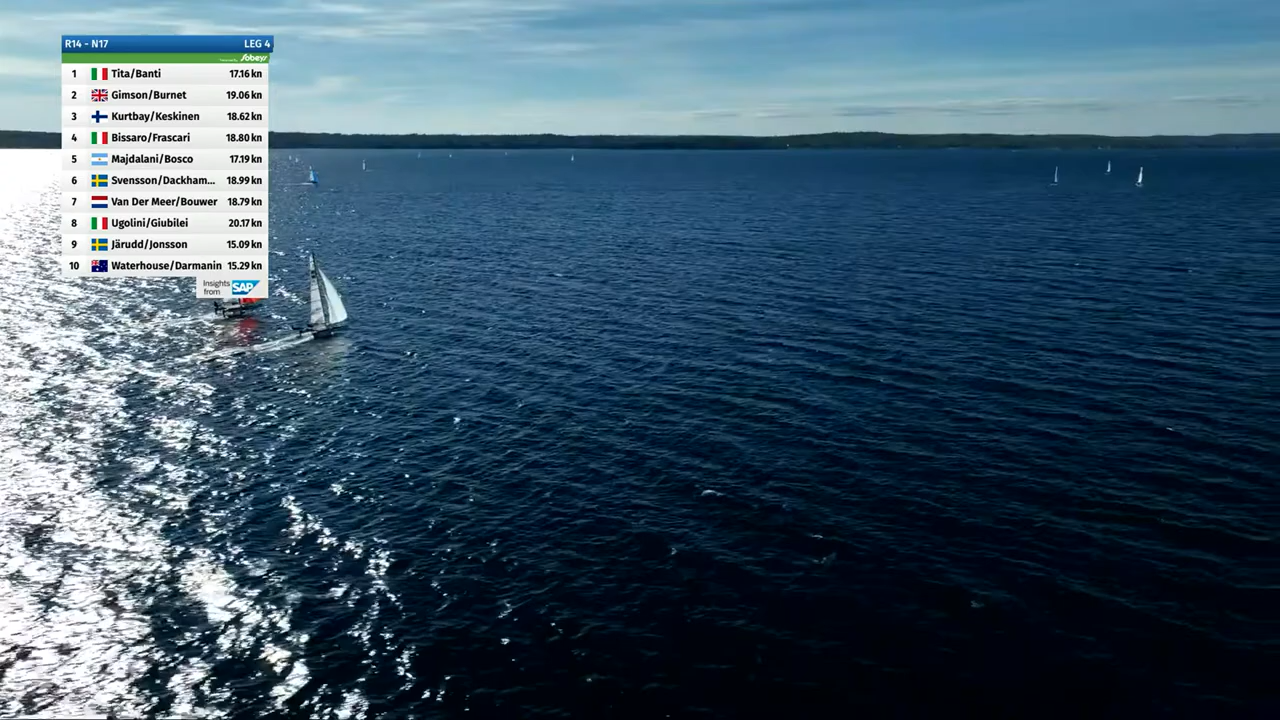 R14 - N17 LEG 4
Sobeys
1 Tita/Banti 17.16 kn
2 Gimson/Burnet 19.06 kn
3 Kurtbay/Keskinen 18.62 kn
4 Bissaro/Frascari 18.80 kn
5 Majdalani/Bosco 17.19 kn
6 Svensson/Dackham... 18.99 kn
7 Van Der Meer/Bouwer 18.79 kn
8 Ugolini/Giubilei 20.17 kn
9 Järudd/Jonsson 15.09 kn
10 Waterhouse/Darmanin 15.29 kn
Insights
from SAP